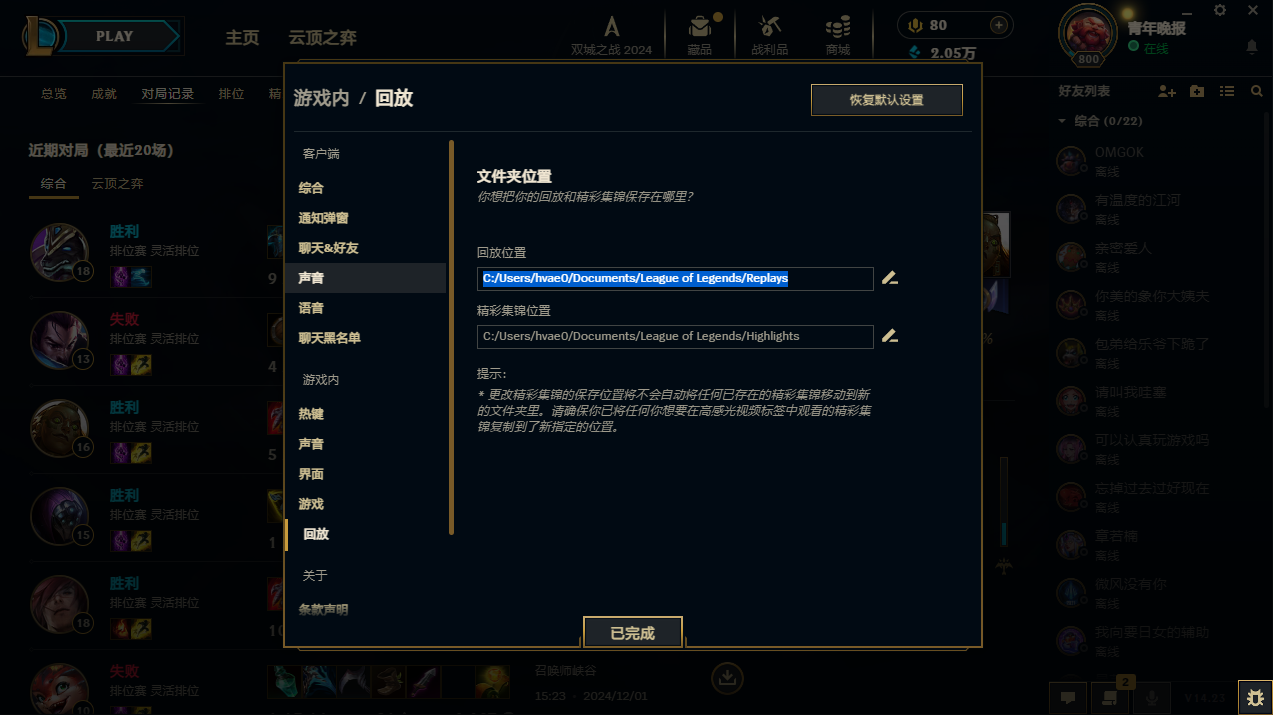 PLAY
主页
云顶之弈
双城之战 2024
藏品
战利品
商城
80
2.05万
青年晚报
在线
800
总览
成就
对局记录
排位
精
近期对局（最近20场）
综合
云顶之弈
胜利
排位赛 灵活排位
18
9
失败
排位赛 灵活排位
13
4
胜利
排位赛 灵活排位
16
5
胜利
排位赛 灵活排位
15
1
胜利
排位赛 灵活排位
18
失败
排位赛 灵活排位
10
召唤师峡谷
15:23 · 2024/12/01
游戏内 / 回放
恢复默认设置
客户端
综合
通知弹窗
聊天&好友
声音
语音
聊天黑名单
游戏内
热键
声音
界面
游戏
回放
关于
条款声明
文件夹位置
你想把你的回放和精彩集锦保存在哪里？
回放位置
C:/Users/hvae0/Documents/League of Legends/Replays
精彩集锦位置
C:/Users/hvae0/Documents/League of Legends/Highlights
提示:
* 更改精彩集锦的保存位置将不会自动将任何已存在的精彩集锦移动到新
的文件夹里。请确保你已将任何你想要在高感光视频标签中观看的精彩集
锦复制到了新指定的位置。
已完成
好友列表
综合 (0/22)
OMGOK
离线
有温度的江河
离线
亲密爱人
离线
你美的象你大姨夫
离线
包弟给乐爷下跪了
离线
请叫我哇塞
离线
可以认真玩游戏吗
离线
忘掉过去过好现在
离线
章若楠
离线
微风没有你
离线
我向要日女的辅助
离线
2